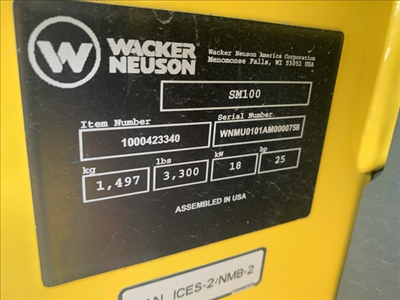 WACKER
NEUSON
Wacker Neuson America Corporation
Menomonee Falls, WI 53051 USA
SM100
Item Number
Serial Number
1000423340
WNMU0101AM0000758
kg
lbs
kW
hp
1,497
3,300
18
25
ASSEMBLED IN USA
ICES-2/NMB-2